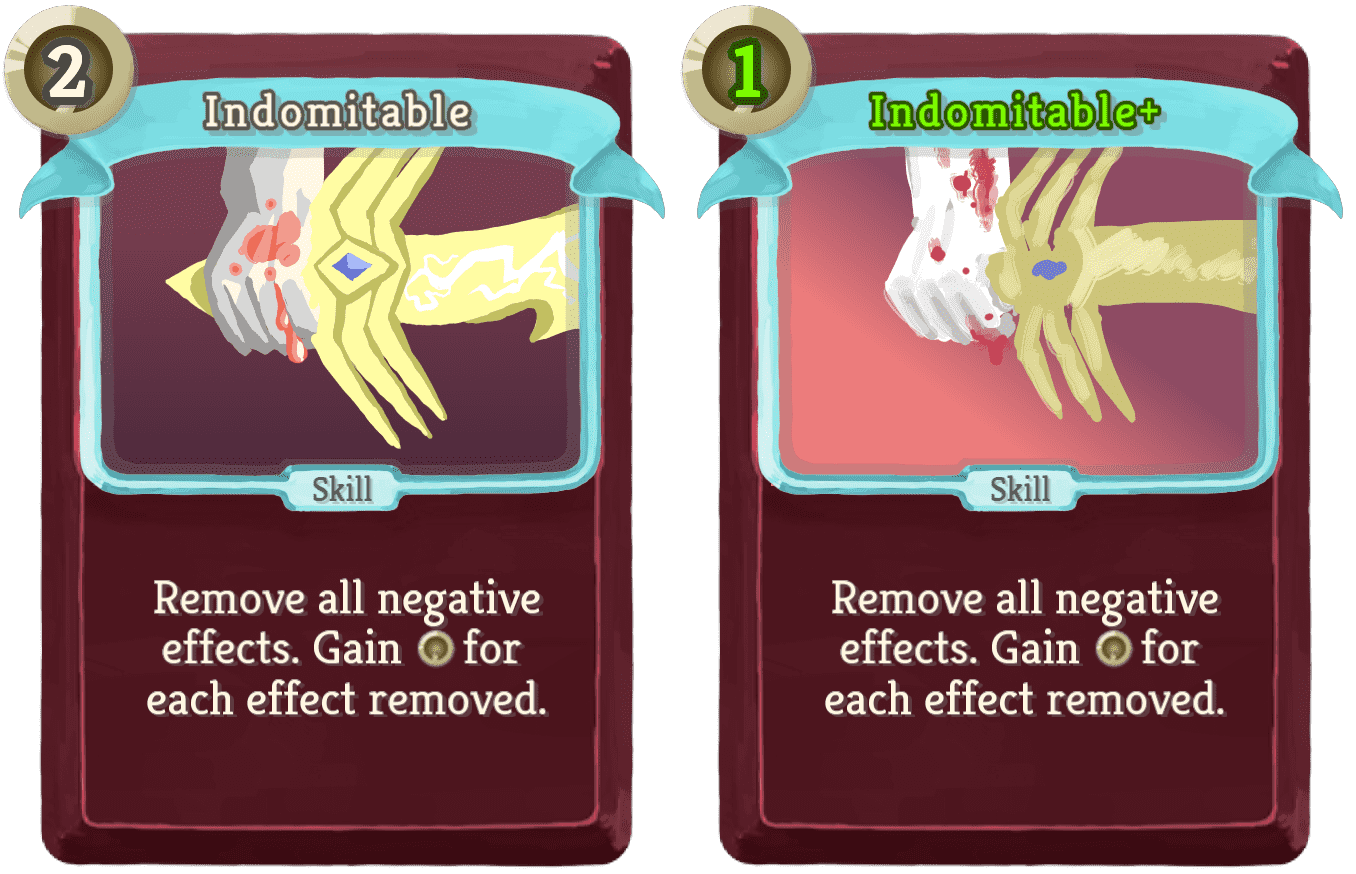 2
Indomitable
Skill
Remove all negative
effects. Gain for
each effect removed.
1
Indomitable+
Skill
Remove all negative
effects. Gain for
each effect removed.